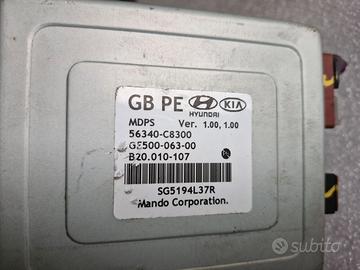 GB PE HYUNDAI KIA
MDPS Ver. 1.00, 1.00
56340-C8300
GE500-063-00
B20.010-107
SG5194L37R
Mando Corporation.
subito